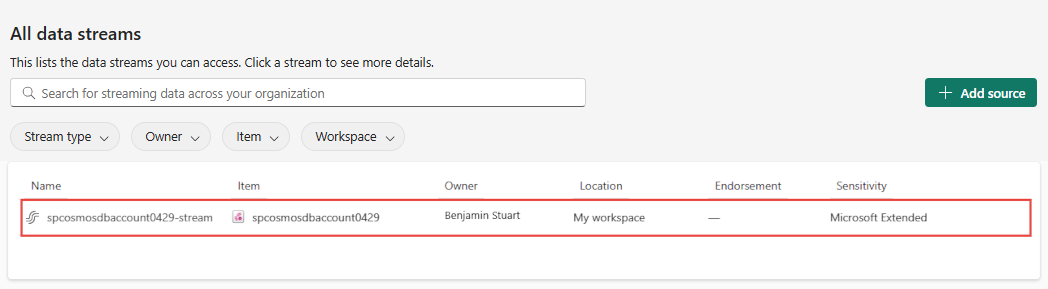 All data streams
This lists the data streams you can access. Click a stream to see more details.
Search for streaming data across your organization
Add source
Stream type Owner Item Workspace
Name Item Owner Location Endorsement Sensitivity
spcosmosdbaccount0429-stream spcosmosdbaccount0429 Benjamin Stuart My workspace — Microsoft Extended